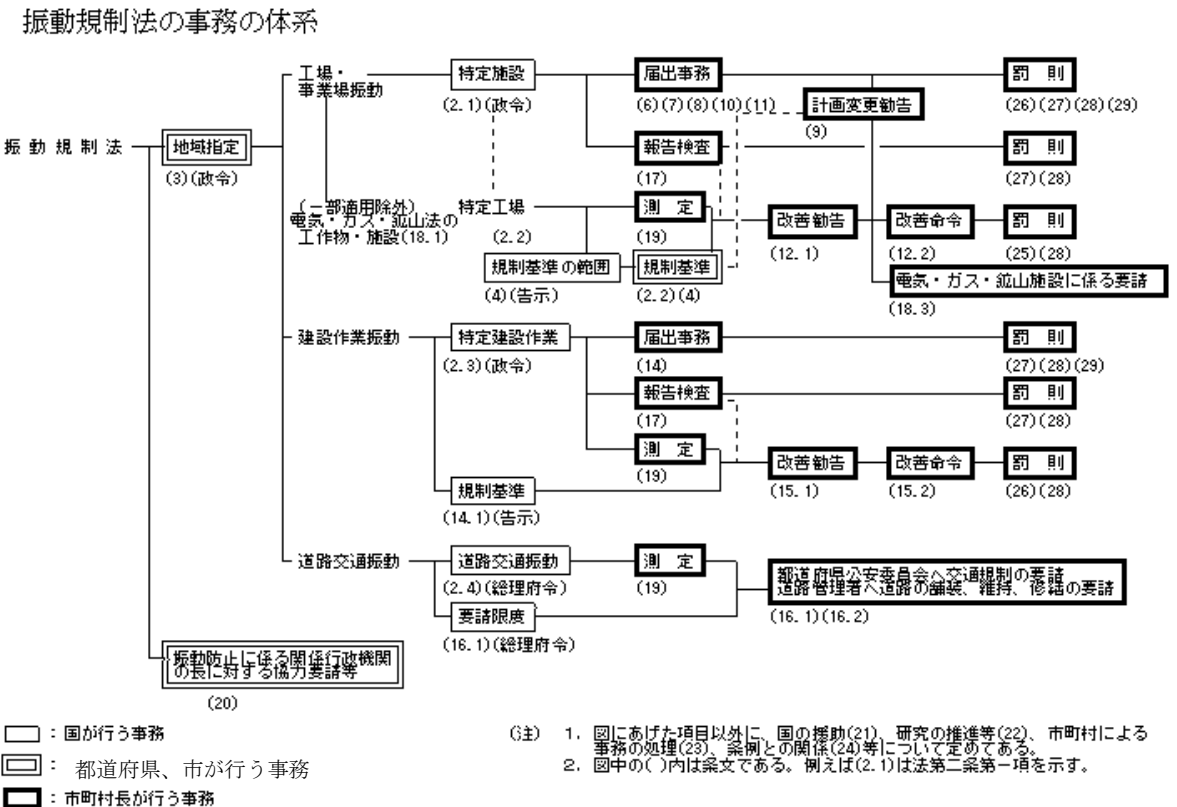 振動規制法の事務の体系
工場・
事業場振動
特定施設
届出事務
罰　則
(2.1)(政令)
(6)(7)(8)(10)(11)
計画変更勧告
(26)(27)(28)(29)
(9)
振動規制法
地域指定
報告検査
罰　則
(3)(政令)
(17)
(27)(28)
(一部適用除外)
電気・ガス・鉱山法の
工作物・施設(18.1)
特定工場
測　定
改善勧告
改善命令
罰　則
(2.2)
(19)
(12.1)
(12.2)
(25)(28)
規制基準の範囲
規制基準
電気・ガス・鉱山施設に係る要請
(4)(告示)
(2.2)(4)
(18.3)
建設作業振動
特定建設作業
届出事務
罰　則
(2.3)(政令)
(14)
(27)(28)(29)
報告検査
罰　則
(17)
(27)(28)
測　定
改善勧告
改善命令
罰　則
(19)
(15.1)
(15.2)
(26)(28)
規制基準
(14.1)(告示)
道路交通振動
道路交通振動
測　定
都道府県公安委員会へ交通規制の要請
道路管理者へ道路の舗装、維持、修繕の要請
(2.4)(総理府令)
(19)
(16.1)(16.2)
要請限度
(16.1)(総理府令)
振動防止に係る関係行政機関
の長に対する協力要請等
(20)
：国が行う事務
： 都道府県、市が行う事務
：市町村長が行う事務
(注)　1．図にあげた項目以外に、国の援助(21)、研究の推進等(22)、市町村による
事務の処理(23)、条例との関係(24)等について定めてある。
2．図中の( )内は条文である。例えば(2.1)は法第二条第一項を示す。